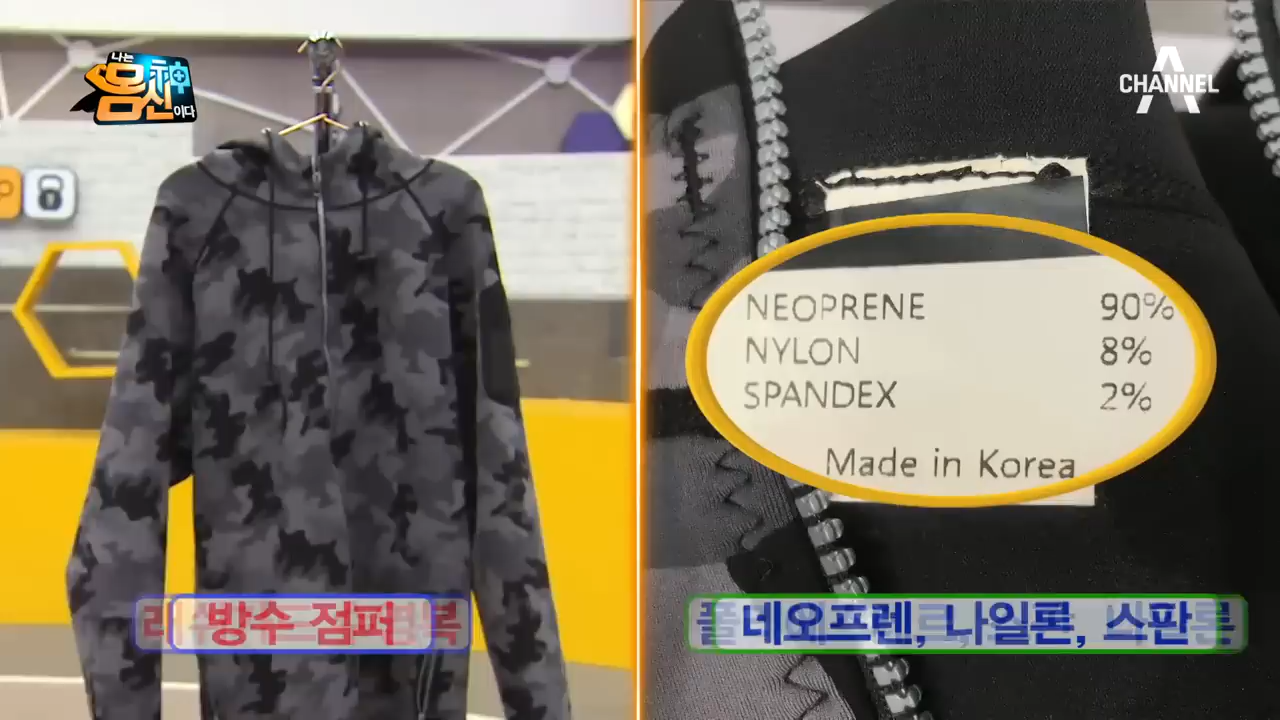 나는
몸신神
이다
CHANNEL
A
NEOPRENE 90%
NYLON 8%
SPANDEX 2%
Made in Korea
방수 점퍼
네오프렌, 나일론, 스판